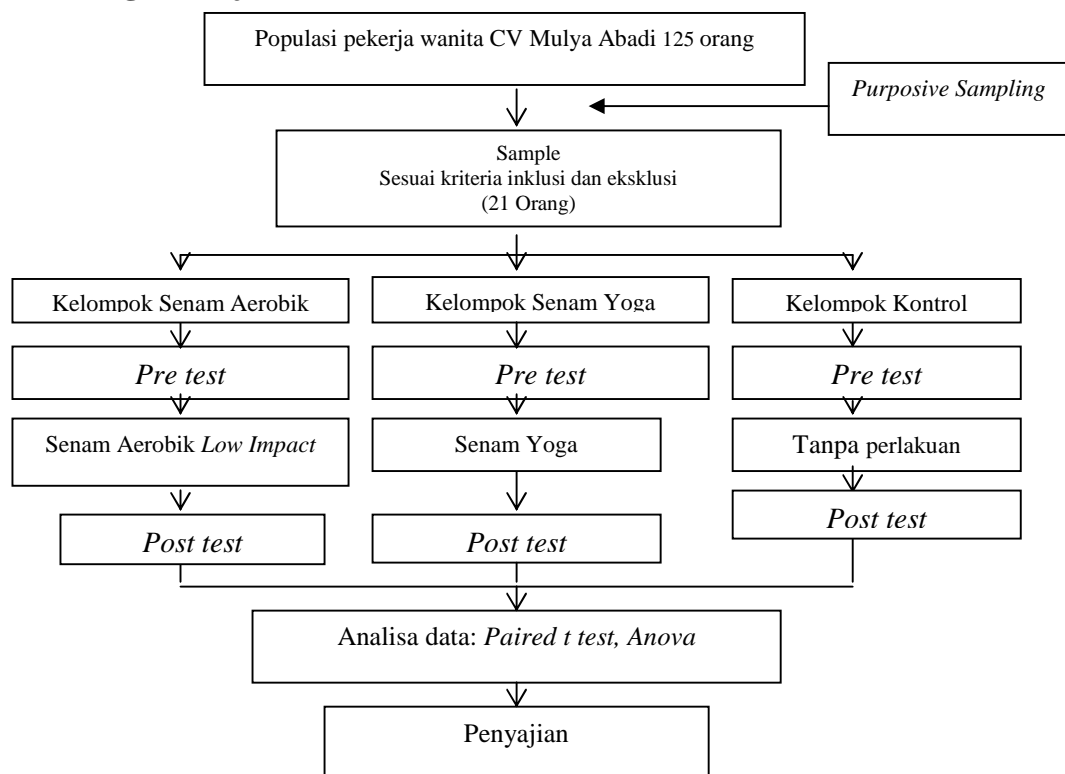 Populasi pekerja wanita CV Mulya Abadi 125 orang
Purposive Sampling
Sample
Sesuai kriteria inklusi dan eksklusi
(21 Orang)
Kelompok Senam Aerobik
Kelompok Senam Yoga
Kelompok Kontrol
Pre test
Pre test
Pre test
Senam Aerobik Low Impact
Senam Yoga
Tanpa perlakuan
Post test
Post test
Post test
Analisa data: Paired t test, Anova
Penyajian